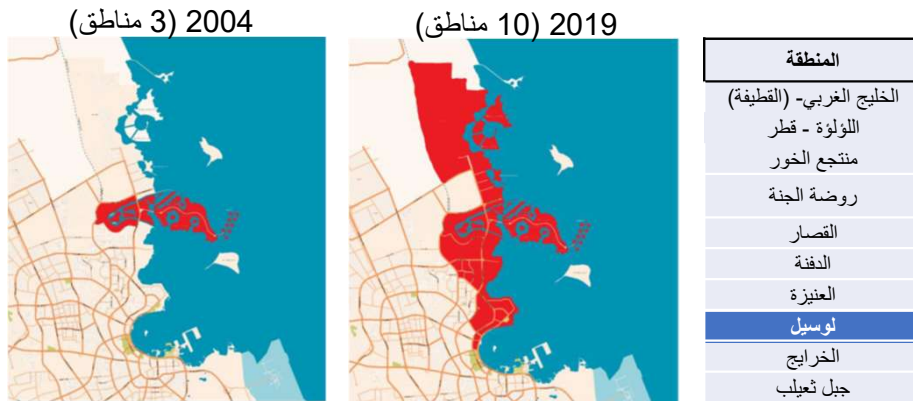 2004 (3 مناطق)
2019 (10 مناطق)
المنطقة
الخليج الغربي- (القطيفة)
اللؤلؤة - قطر
منتجع الخور
روضة الجنة
القصار
الدفنة
العنيزة
لوسيل
الخرايج
جبل ثعيلب